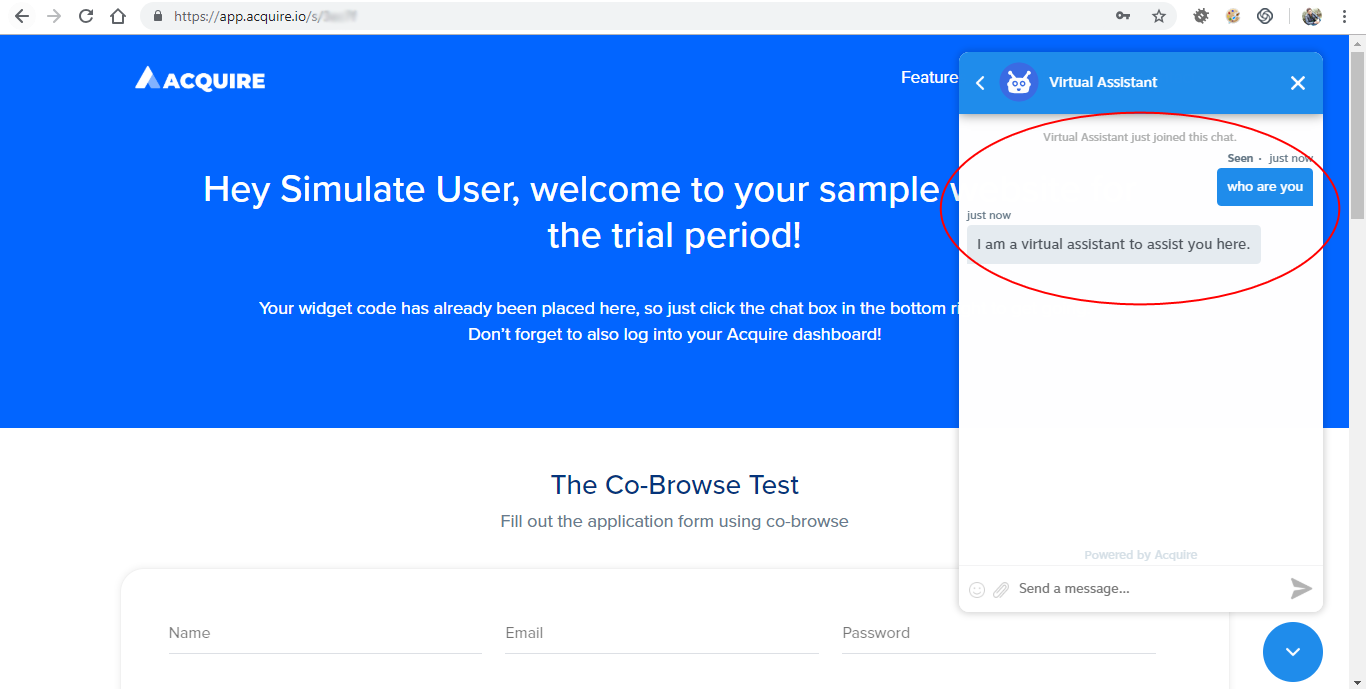 https://app.acquire.io/s/
ACQUIRE
Feature
Hey Simulate User, welcome to your sample w
the trial period!
Your widget code has already been placed here, so just click the chat box in the bottom ri
Don't forget to also log into your Acquire dashboard!
Virtual Assistant
Virtual Assistant just joined this chat.
Seen · just now
who are you
just now
I am a virtual assistant to assist you here.
Powered by Acquire
Send a message...
The Co-Browse Test
Fill out the application form using co-browse
Name
Email
Password